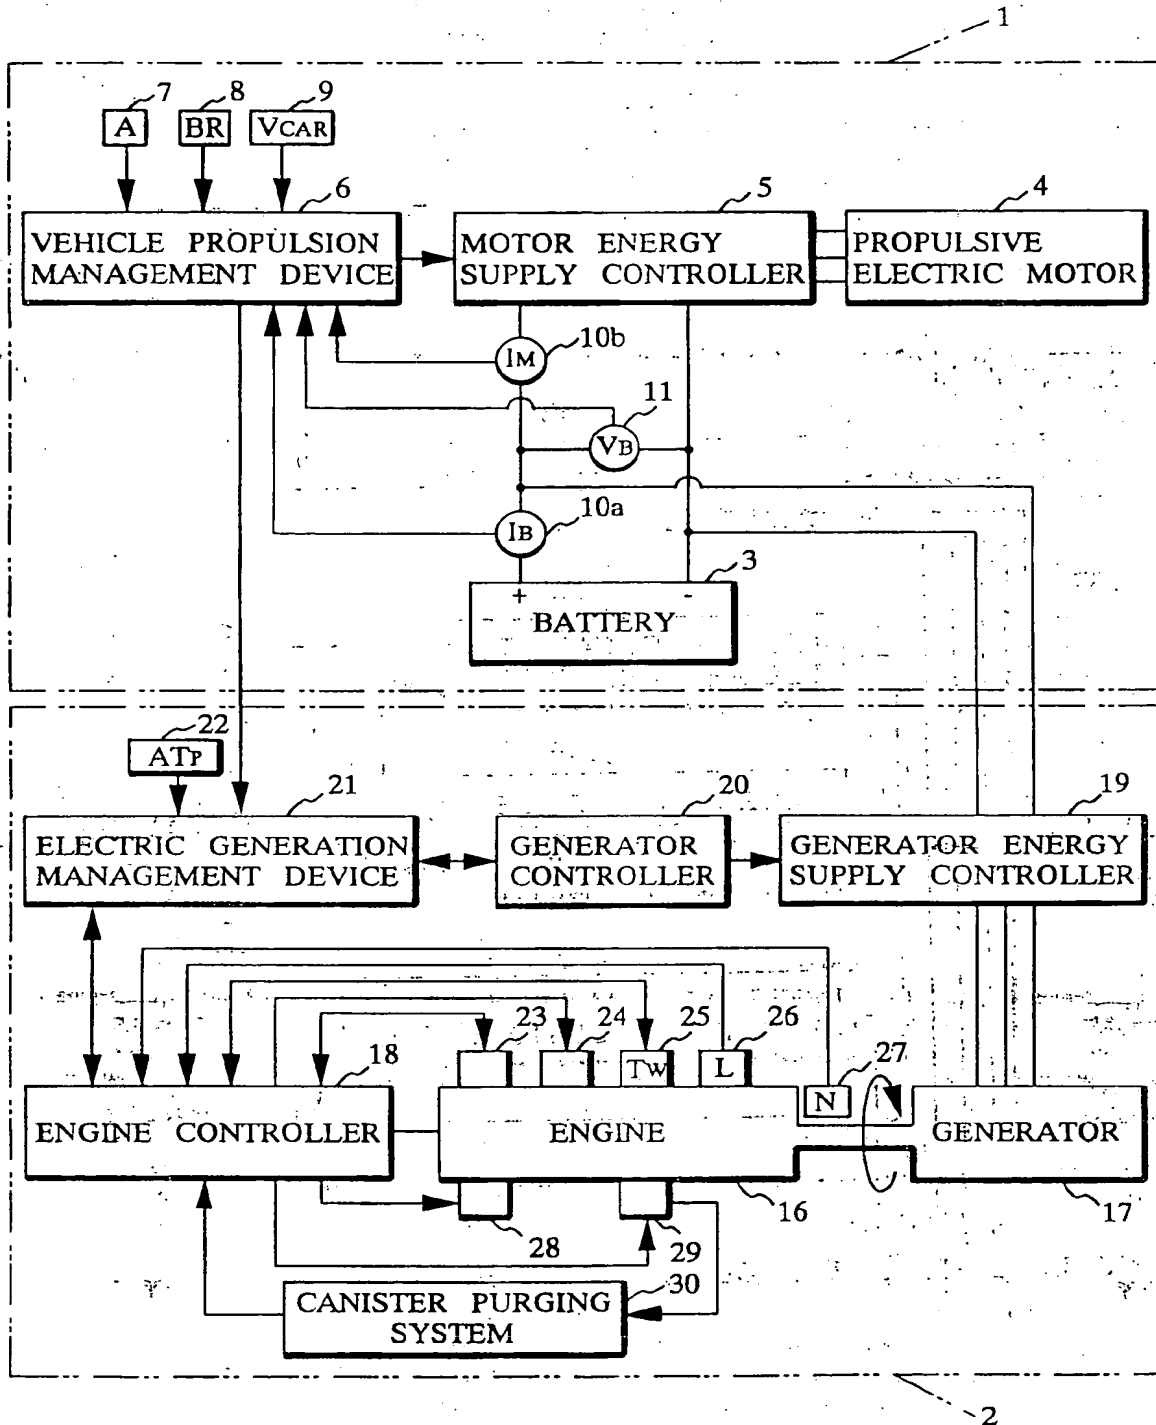 1
7 8 9
A BR VCAR
6 5 4
VEHICLE PROPULSION
MANAGEMENT DEVICE
MOTOR ENERGY
SUPPLY CONTROLLER
PROPULSIVE
ELECTRIC MOTOR
10b
IM
11
VB
10a
IB
3
+ -
BATTERY
22
ATP
21 20 19
ELECTRIC GENERATION
MANAGEMENT DEVICE
GENERATOR
CONTROLLER
GENERATOR ENERGY
SUPPLY CONTROLLER
23 24 25 26
18
TW L
27
N
ENGINE CONTROLLER
ENGINE
GENERATOR
16 17
28 29
30
CANISTER PURGING
SYSTEM
2